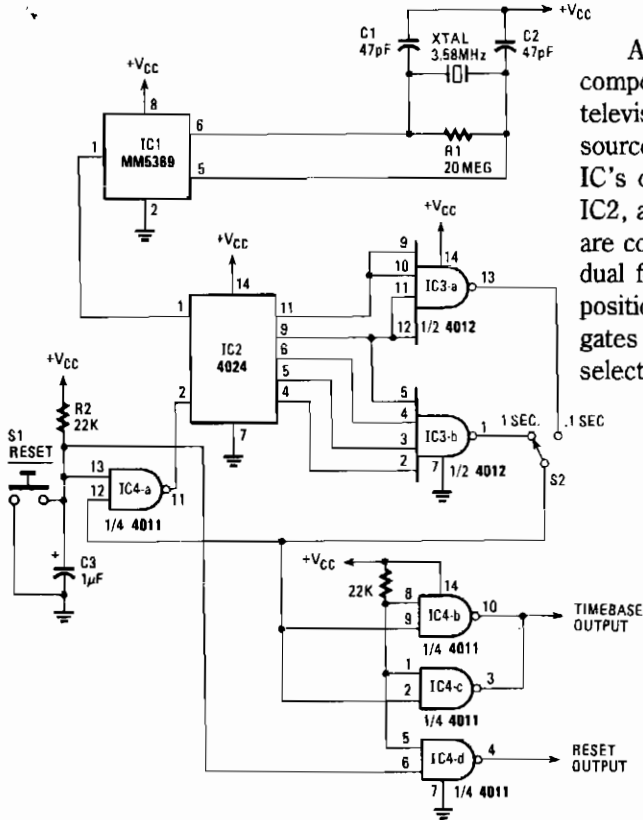 +VCC
C1
47pF
XTAL
3.58MHz
C2
47pF
+VCC
8
1
IC1
MM5369
6
5
2
R1
20 MEG
A
compo
televis
source
IC's o
IC2, a
are co
dual f
positio
gates
select
+VCC
14
1
IC2
4024
11
9
6
5
4
2
7
+VCC
14
9
10
11
12
IC3-a
13
1/2 4012
5
4
3
2
IC3-b
1
7
1/2 4012
1 SEC.
.1 SEC
S2
+VCC
R2
22K
S1
RESET
13
12
IC4-a
11
1/4 4011
+
C3
1µF
+VCC
22K
14
8
9
IC4-b
10
1/4 4011
TIMEBASE
OUTPUT
1
2
IC4-c
3
1/4 4011
5
6
IC4-d
4
7
1/4 4011
RESET
OUTPUT